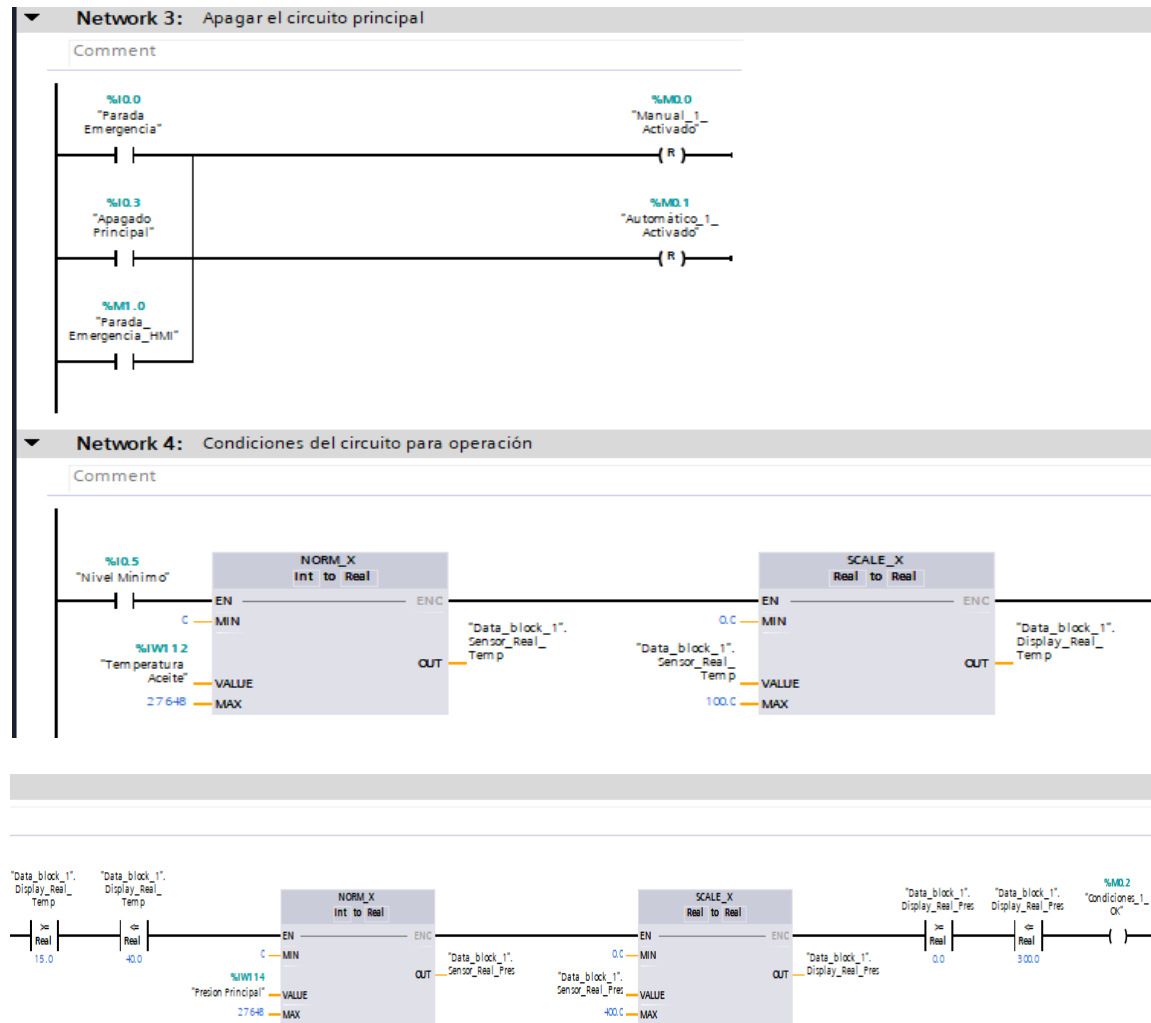 Network 3: Apagar el circuito principal
Comment
%I0.0
"Parada
Emergencia"
%M0.0
"Manual_1_
Activado"
R
%I0.3
"Apagado
Principal"
%M0.1
"Automático_1_
Activado"
R
%M1.0
"Parada_
Emergencia_HMI"
Network 4: Condiciones del circuito para operación
Comment
%I0.5
"Nivel Minimo"
NORM_X
Int to Real
EN
ENC
0
MIN
%IW112
"Temperatura
Aceite"
VALUE
27648
MAX
OUT
"Data_block_1".
Sensor_Real_
Temp
SCALE_X
Real to Real
EN
ENC
0.0
MIN
"Data_block_1".
Sensor_Real_
Temp
VALUE
100.0
MAX
OUT
"Data_block_1".
Display_Real_
Temp
"Data_block_1".
Display_Real_
Temp
>=
Real
15.0
"Data_block_1".
Display_Real_
Temp
<=
Real
40.0
NORM_X
Int to Real
EN
ENC
0
MIN
%IW114
"Presion Principal"
VALUE
27648
MAX
OUT
"Data_block_1".
Sensor_Real_Pres
SCALE_X
Real to Real
EN
ENC
0.0
MIN
"Data_block_1".
Sensor_Real_Pres
VALUE
400.0
MAX
OUT
"Data_block_1".
Display_Real_Pres
"Data_block_1".
Display_Real_Pres
>=
Real
0.0
"Data_block_1".
Display_Real_Pres
<=
Real
300.0
%M0.2
"Condiciones_1_
OK"